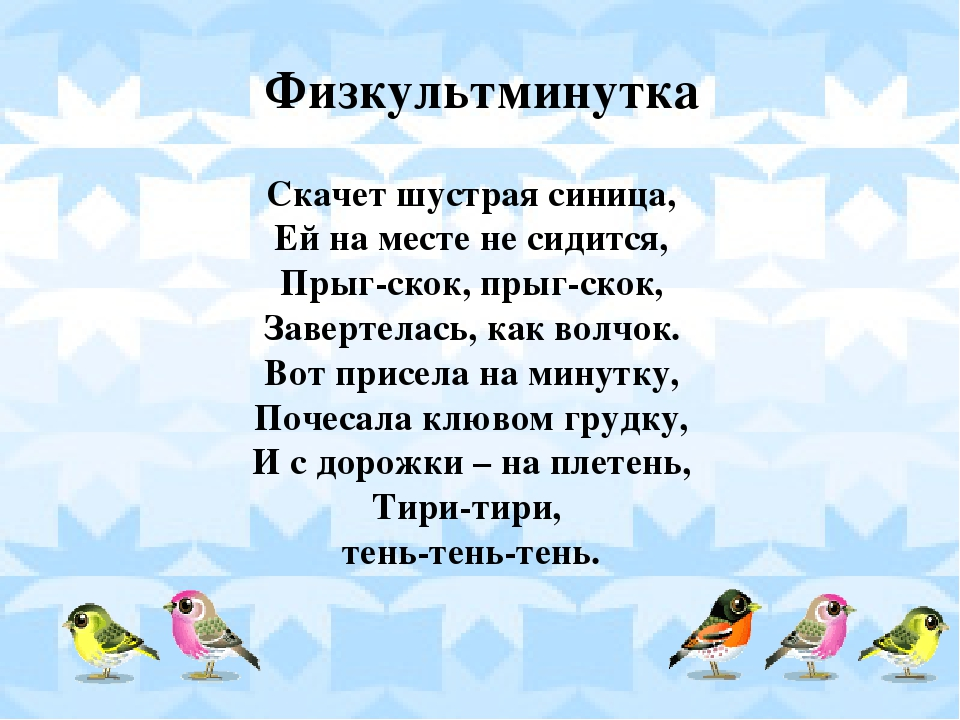 Физкультминутка
Скачет шустрая синица,
Ей на месте не сидится,
Прыг-скок, прыг-скок,
Завертелась, как волчок.
Вот присела на минутку,
Почесала клювом грудку,
И с дорожки – на плетень,
Тири-тири,
тень-тень-тень.